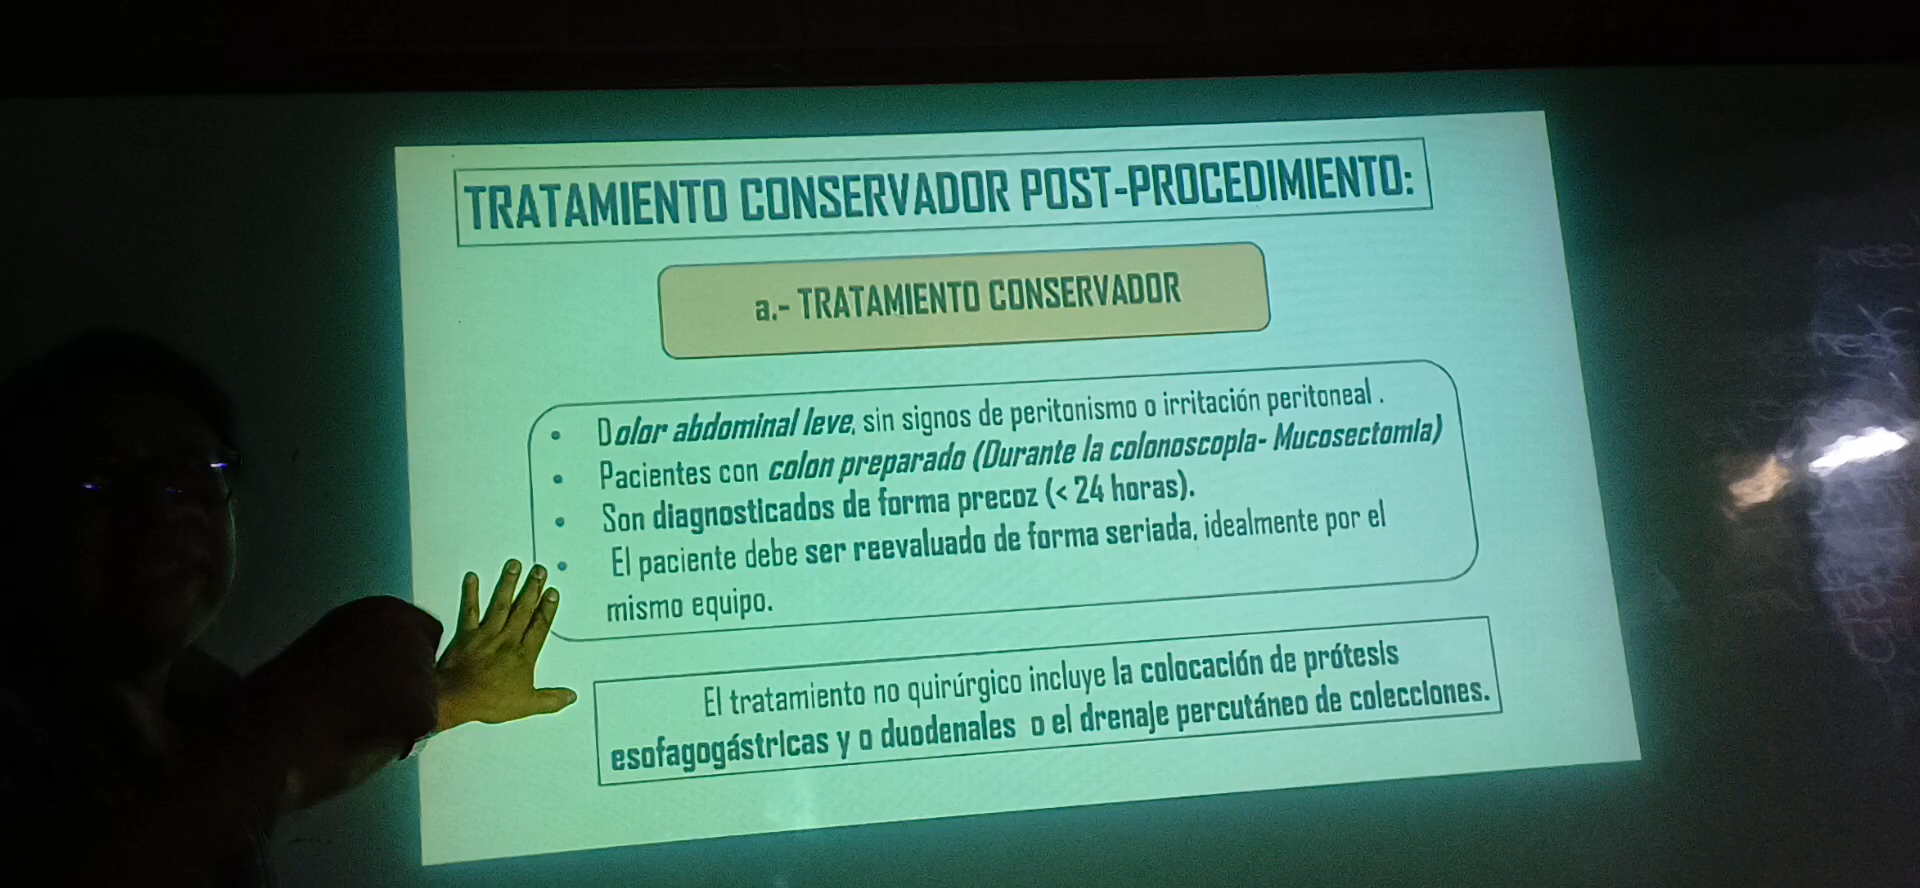 TRATAMIENTO CONSERVADOR POST-PROCEDIMIENTO:
a.- TRATAMIENTO CONSERVADOR
• Dolor abdominal leve, sin signos de peritonismo o irritación peritoneal .
• Pacientes con colon preparado (Durante la colonoscopIa- MucosectomIa)
• Son diagnosticados de forma precoz (< 24 horas).
• El paciente debe ser reevaluado de forma seriada, idealmente por el
mismo equipo.
El tratamiento no quirúrgico incluye la colocación de prótesis
esofagogástricas y o duodenales o el drenaje percutáneo de colecciones.